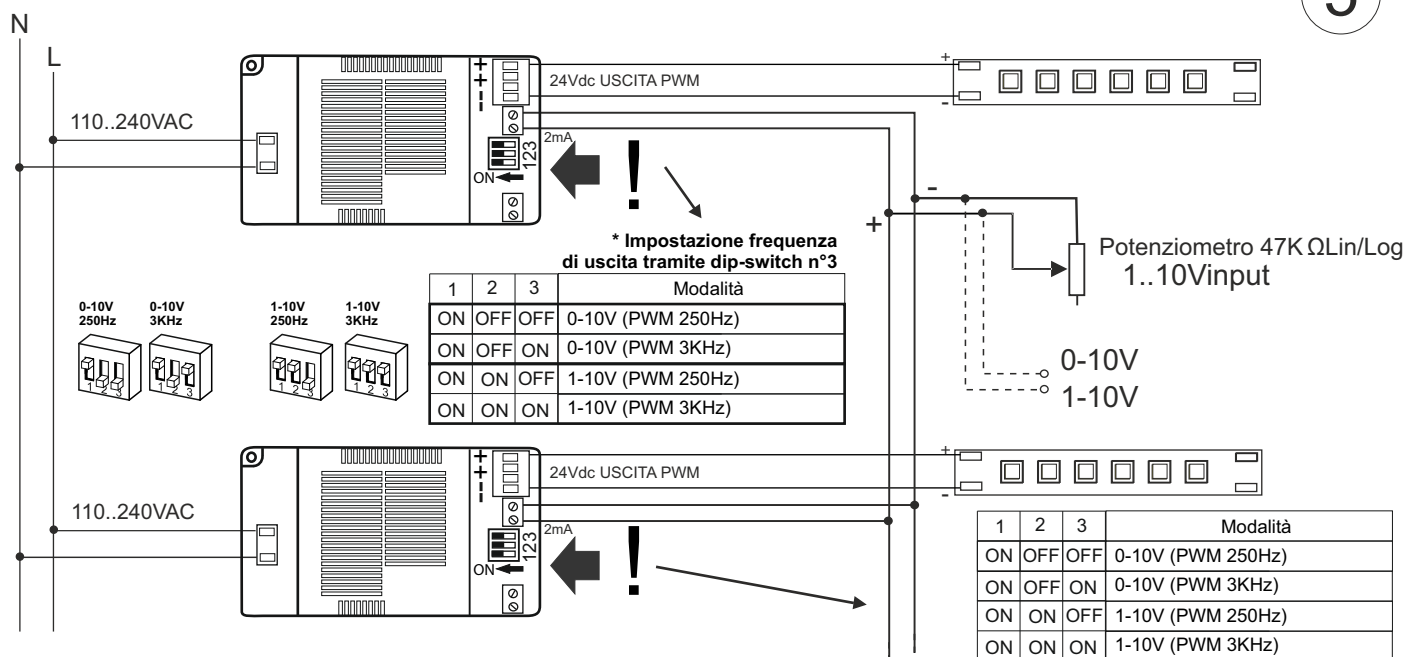 5
N
L
110..240VAC
+
+
-
24Vdc USCITA PWM
+
-
2mA
123
ON
!
-
+
* Impostazione frequenza
di uscita tramite dip-switch n°3
Potenziometro 47KΩLin/Log
1..10Vinput
0-10V
250Hz
0-10V
3KHz
1-10V
250Hz
1-10V
3KHz
1 2 3
1 2 3
1 2 3
1 2 3
1 2 3 Modalità
ON OFF OFF 0-10V (PWM 250Hz)
ON OFF ON 0-10V (PWM 3KHz)
ON ON OFF 1-10V (PWM 250Hz)
ON ON ON 1-10V (PWM 3KHz)
0-10V
1-10V
110..240VAC
+
+
-
24Vdc USCITA PWM
+
-
2mA
123
ON
!
1 2 3 Modalità
ON OFF OFF 0-10V (PWM 250Hz)
ON OFF ON 0-10V (PWM 3KHz)
ON ON OFF 1-10V (PWM 250Hz)
ON ON ON 1-10V (PWM 3KHz)